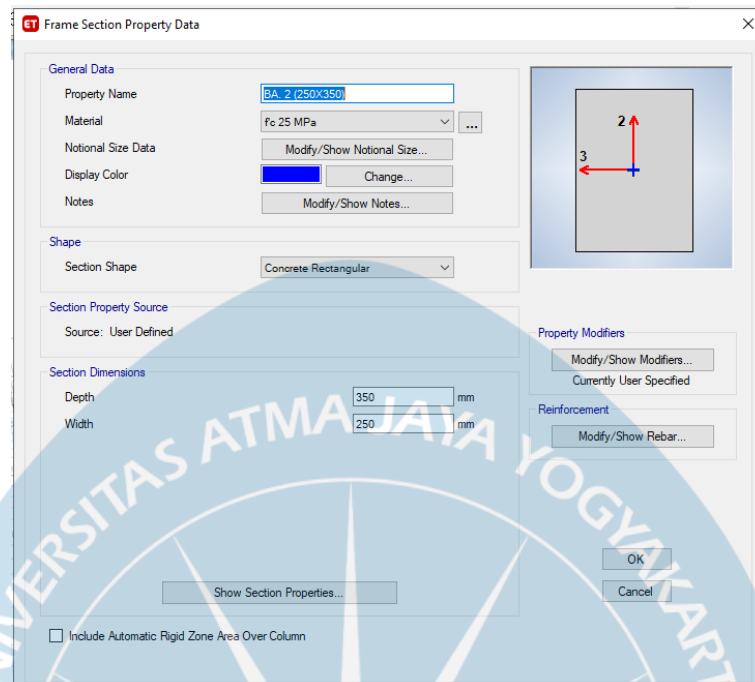 ET Frame Section Property Data
General Data
Property Name BA. 2 (250X350)
Material f'c 25 MPa ...
Notional Size Data Modify/Show Notional Size...
Display Color Change...
Notes Modify/Show Notes...
2
3
Shape
Section Shape Concrete Rectangular
Section Property Source
Source: User Defined
Property Modifiers
Modify/Show Modifiers...
Currently User Specified
Section Dimensions
Depth 350 mm
Width 250 mm
Reinforcement
Modify/Show Rebar...
OK
Cancel
Show Section Properties...
Include Automatic Rigid Zone Area Over Column
ATMA JAYA